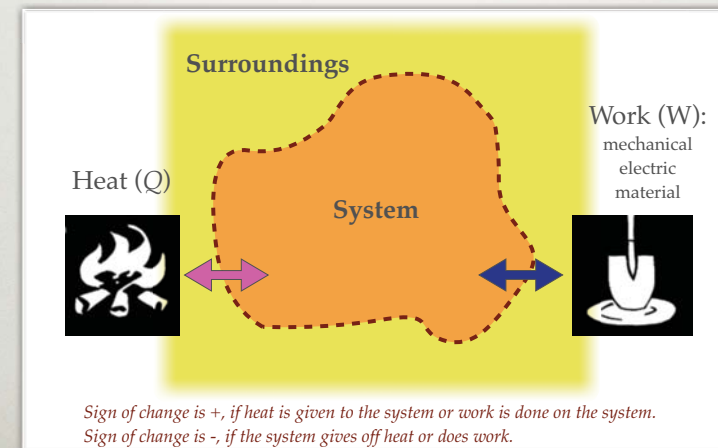 Surroundings
Work (W):
mechanical
electric
material
Heat (Q)
System
Sign of change is +, if heat is given to the system or work is done on the system.
Sign of change is -, if the system gives off heat or does work.